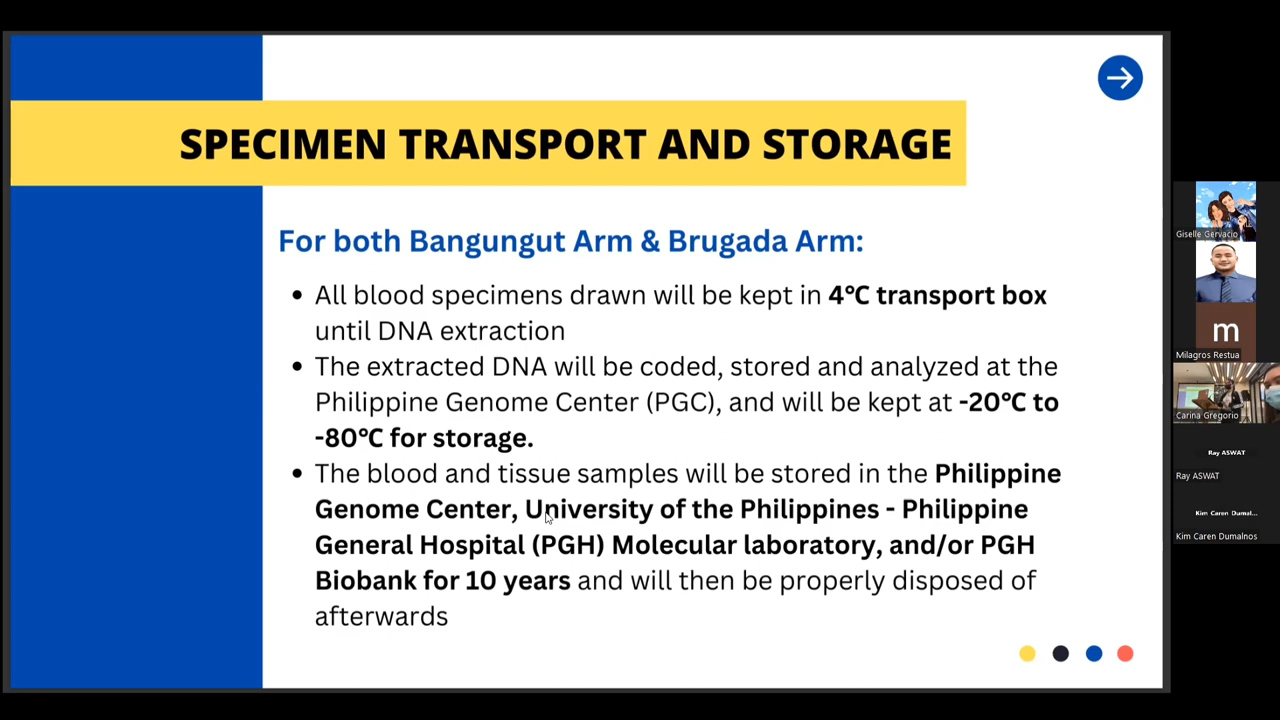 SPECIMEN TRANSPORT AND STORAGE
For both Bangungut Arm & Brugada Arm:
• All blood specimens drawn will be kept in 4°C transport box
until DNA extraction
• The extracted DNA will be coded, stored and analyzed at the
Philippine Genome Center (PGC), and will be kept at -20°C to
-80°C for storage.
• The blood and tissue samples will be stored in the Philippine
Genome Center, University of the Philippines - Philippine
General Hospital (PGH) Molecular laboratory, and/or PGH
Biobank for 10 years and will then be properly disposed of
afterwards
Giselle Gervacio
m
Milagros Restua
Carina Gregorio
Ray ASWAT
Ray ASWAT
Kim Caren Dumal...
Kim Caren Dumalnos